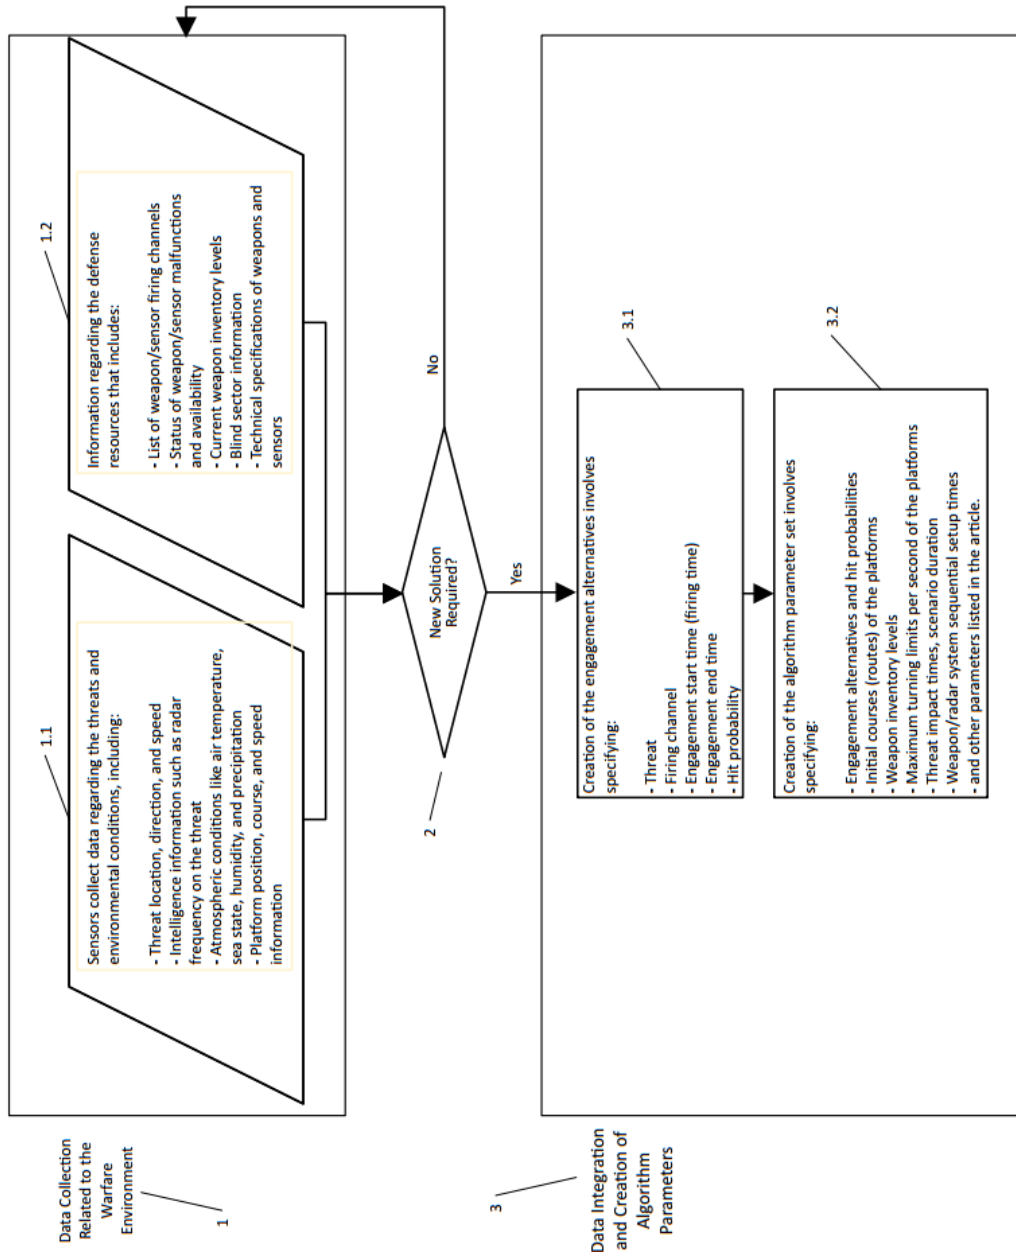 Data Collection
Related to the
Warfare
Environment
1
1.1
Sensors collect data regarding the threats and
environmental conditions, including:
- Threat location, direction, and speed
- Intelligence information such as radar
frequency on the threat
- Atmospheric conditions like air temperature,
sea state, humidity, and precipitation
- Platform position, course, and speed
information
1.2
Information regarding the defense
resources that includes:
- List of weapon/sensor firing channels
- Status of weapon/sensor malfunctions
and availability
- Current weapon inventory levels
- Blind sector information
- Technical specifications of weapons and
sensors
2
New Solution
Required?
No
Yes
3
Data Integration
and Creation of
Algorithm
Parameters
3.1
Creation of the engagement alternatives involves
specifying:
- Threat
- Firing channel
- Engagement start time (firing time)
- Engagement end time
- Hit probability
3.2
Creation of the algorithm parameter set involves
specifying:
- Engagement alternatives and hit probabilities
- Initial courses (routes) of the platforms
- Weapon inventory levels
- Maximum turning limits per second of the platforms
- Threat impact times, scenario duration
- Weapon/radar system sequential setup times
- and other parameters listed in the article.